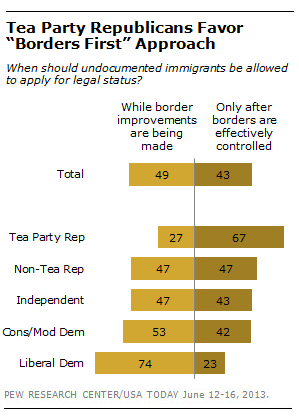 Tea Party Republicans Favor
“Borders First” Approach
When should undocumented immigrants be allowed
to apply for legal status?
While border
improvements
are being
made
Only after
borders are
effectively
controlled
Total 49 43
Tea Party Rep 27 67
Non-Tea Rep 47 47
Independent 47 43
Cons/Mod Dem 53 42
Liberal Dem 74 23
PEW RESEARCH CENTER/USA TODAY June 12-16, 2013.